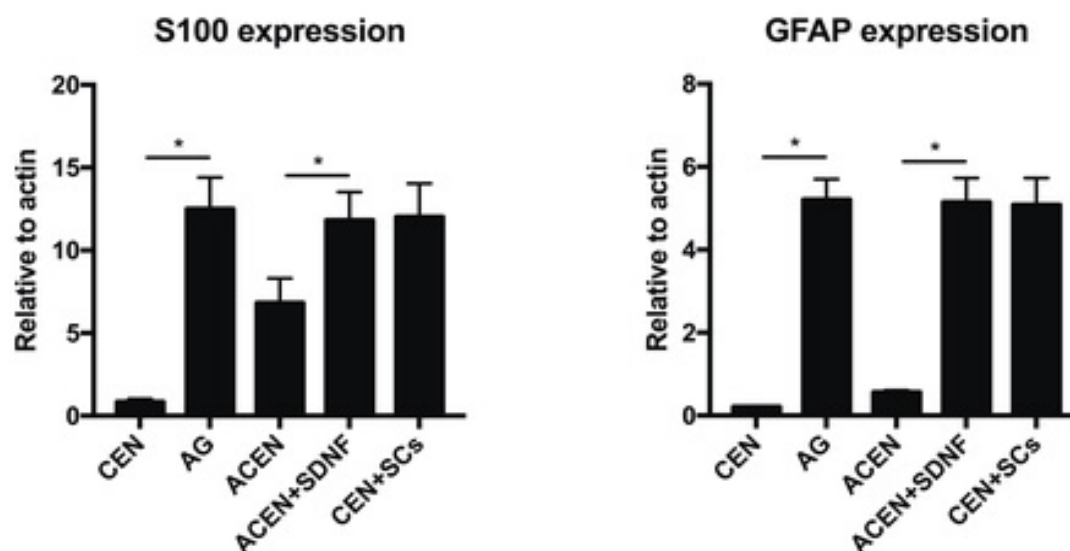 S100 expression
Relative to actin
20
15
10
5
0
*
*
CEN
AG
ACEN
ACEN+SDNF
CEN+SCs
GFAP expression
Relative to actin
8
6
4
2
0
*
*
CEN
AG
ACEN
ACEN+SDNF
CEN+SCs